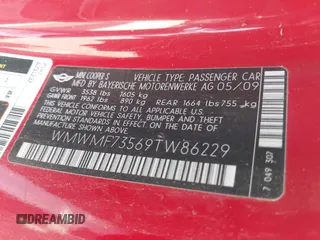 MINI COOPER S
VEHICLE TYPE: PASSENGER CAR
MFD BY BAYERISCHE MOTORENWERKE AG 05/09
GVWR 3538 lbs 1605 kg
FRONT 1962 lbs 890 kg REAR 1664 lbs 755 kg
THIS VEHICLE CONFORMS TO ALL APPLICABLE
FEDERAL MOTOR VEHICLE SAFETY, BUMPER AND THEFT
PREVENTION STANDARDS IN EFFECT ON THE DATE OF
MANUFACTURE SHOWN ABOVE.
WMWMF73569TW86229
7 049 307
DREAMBID